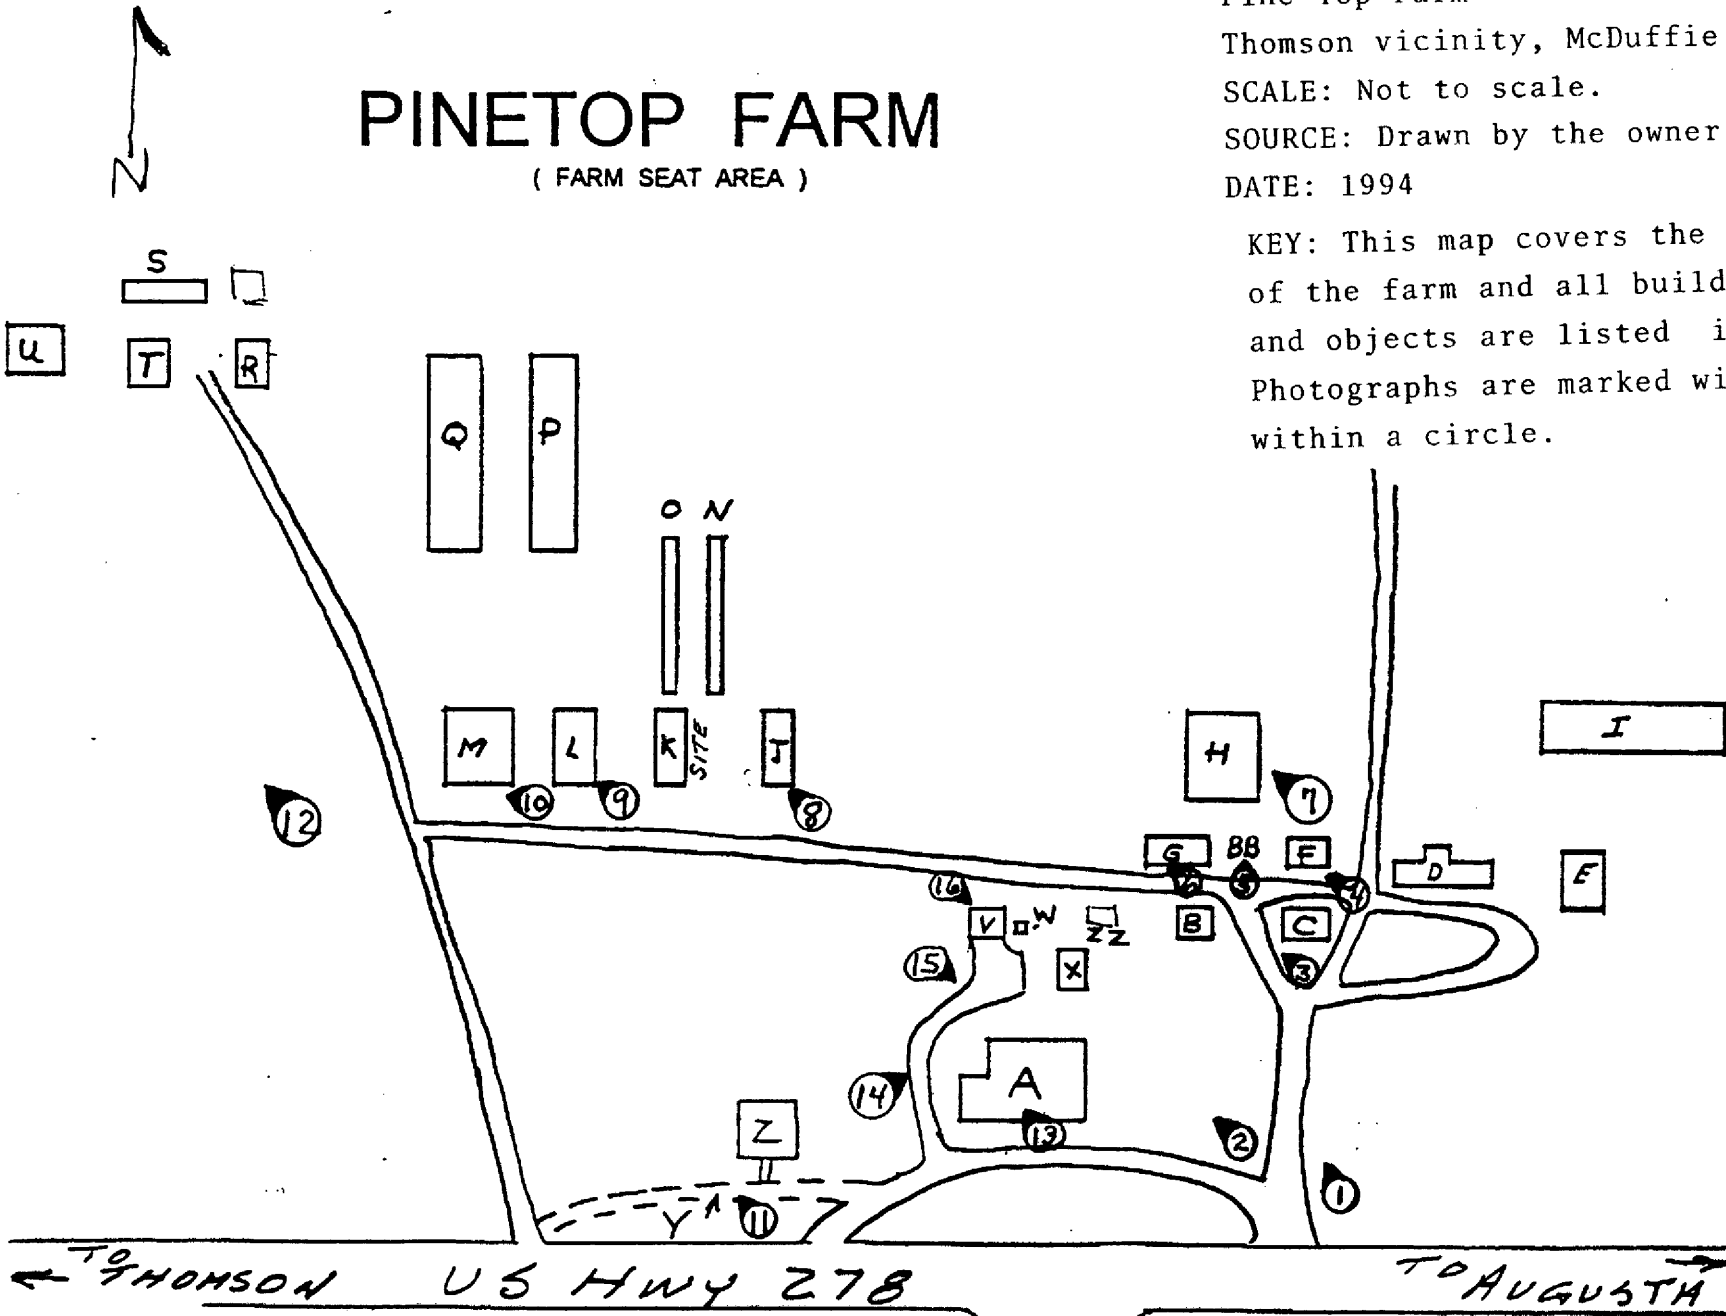 Pine Top Farm
Thomson vicinity, McDuffie
SCALE: Not to scale.
SOURCE: Drawn by the owner
DATE: 1994
KEY: This map covers the
of the farm and all build
and objects are listed i
Photographs are marked wi
within a circle.
N
PINETOP FARM
( FARM SEAT AREA )
S
U T R
Q P
O N
M L K SITE J H I
12 10 9 8 7
G BB F D E
6 5 4
16
V W ZZ B C
15 X 3
A
14 13 2
Z
1
Y 11
← TO THOMSON US HWY 278 TO AUGUSTA →